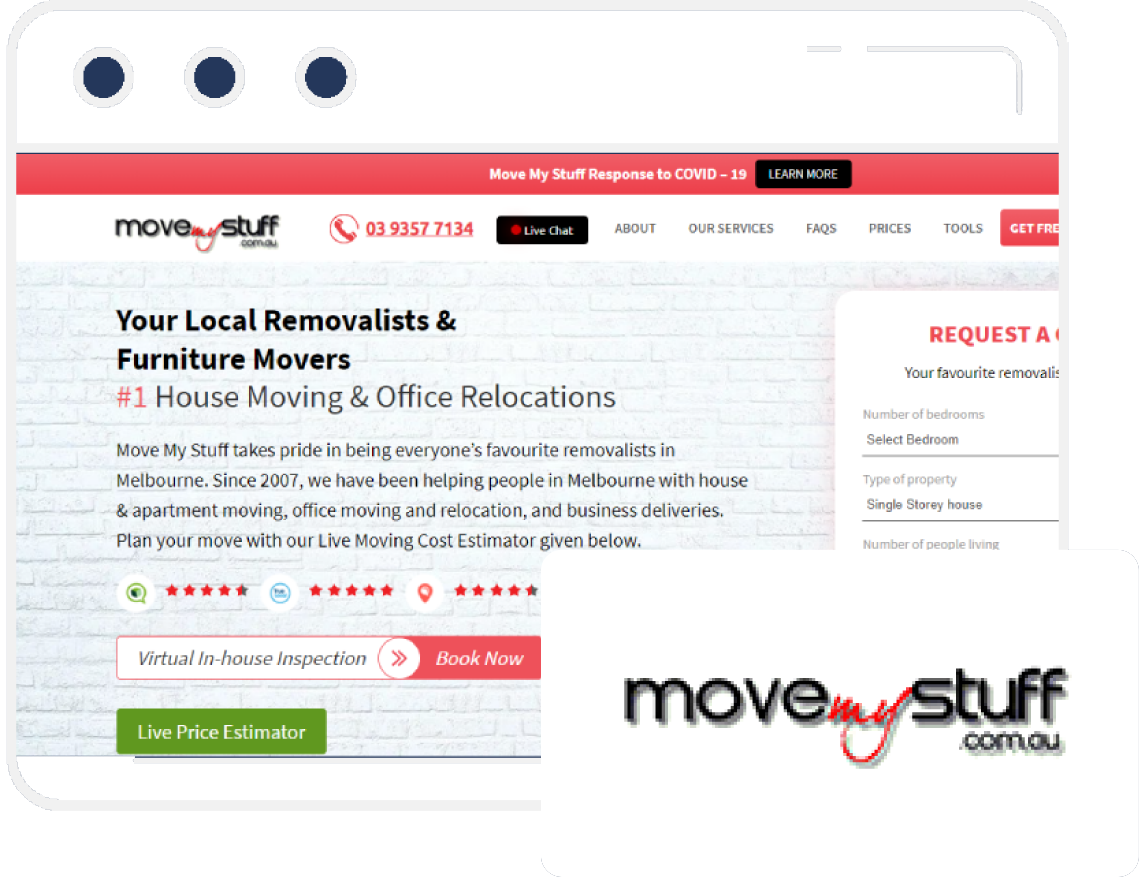 Move My Stuff Response to COVID – 19 LEARN MORE
movemystuff
.com.au
03 9357 7134
Live Chat
ABOUT
OUR SERVICES
FAQS
PRICES
TOOLS
GET FRE
Your Local Removalists &
Furniture Movers
#1 House Moving & Office Relocations
Move My Stuff takes pride in being everyone's favourite removalists in
Melbourne. Since 2007, we have been helping people in Melbourne with house
& apartment moving, office moving and relocation, and business deliveries.
Plan your move with our Live Moving Cost Estimator given below.
Virtual In-house Inspection » Book Now
Live Price Estimator
REQUEST A
Your favourite removalis
Number of bedrooms
Select Bedroom
Type of property
Single Storey house
Number of people living
movemystuff
.com.au